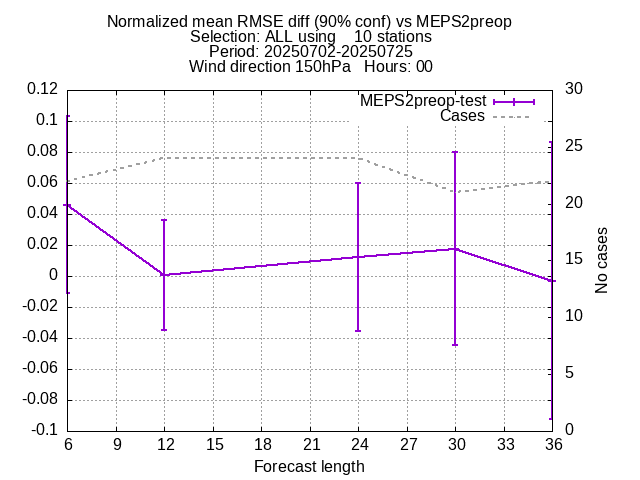 Normalized mean RMSE diff (90% conf) vs MEPS2preop
Selection: ALL using    10 stations
Period: 20250702-20250725
Wind direction 150hPa   Hours: 00
MEPS2preop-test
Cases
0.12
0.1
0.08
0.06
0.04
0.02
0
-0.02
-0.04
-0.06
-0.08
-0.1
30
25
20
15
10
5
0
No cases
6 9 12 15 18 21 24 27 30 33 36
Forecast length